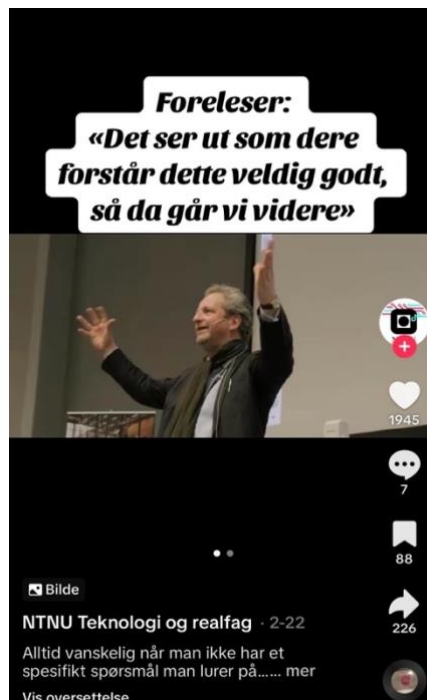 Foreleser:
«Det ser ut som dere
forstår dette veldig godt,
så da går vi videre»
1945
7
88
226
Bilde
NTNU Teknologi og realfag · 2-22
Alltid vanskelig når man ikke har et
spesifikt spørsmål man lurer på...... mer
Vis oversettelse